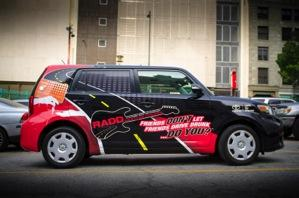 RADD
FRIENDS DON'T LET
FRIENDS DRIVE DRUNK
...DO YOU?